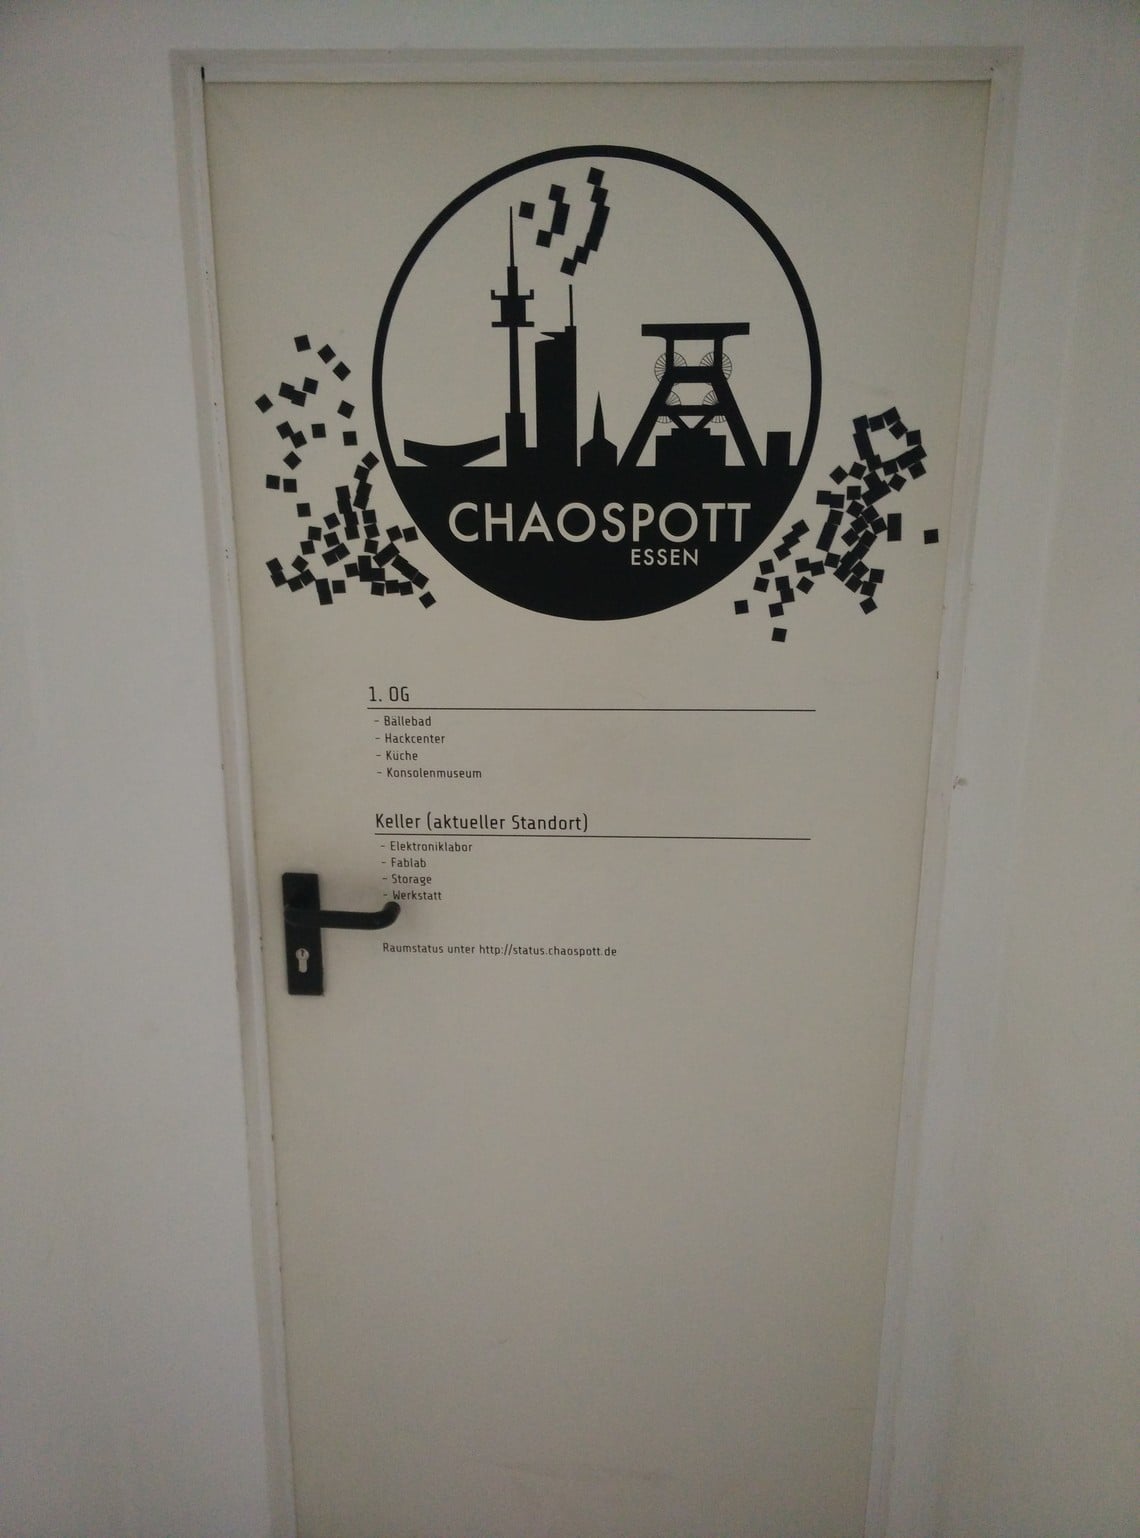 CHAOSPOTT
ESSEN
1. OG
- Bällebad
- Hackcenter
- Küche
- Konsolenmuseum
Keller (aktueller Standort)
- Elektroniklabor
- Fablab
- Storage
- Werkstatt
Raumstatus unter http://status.chaospott.de